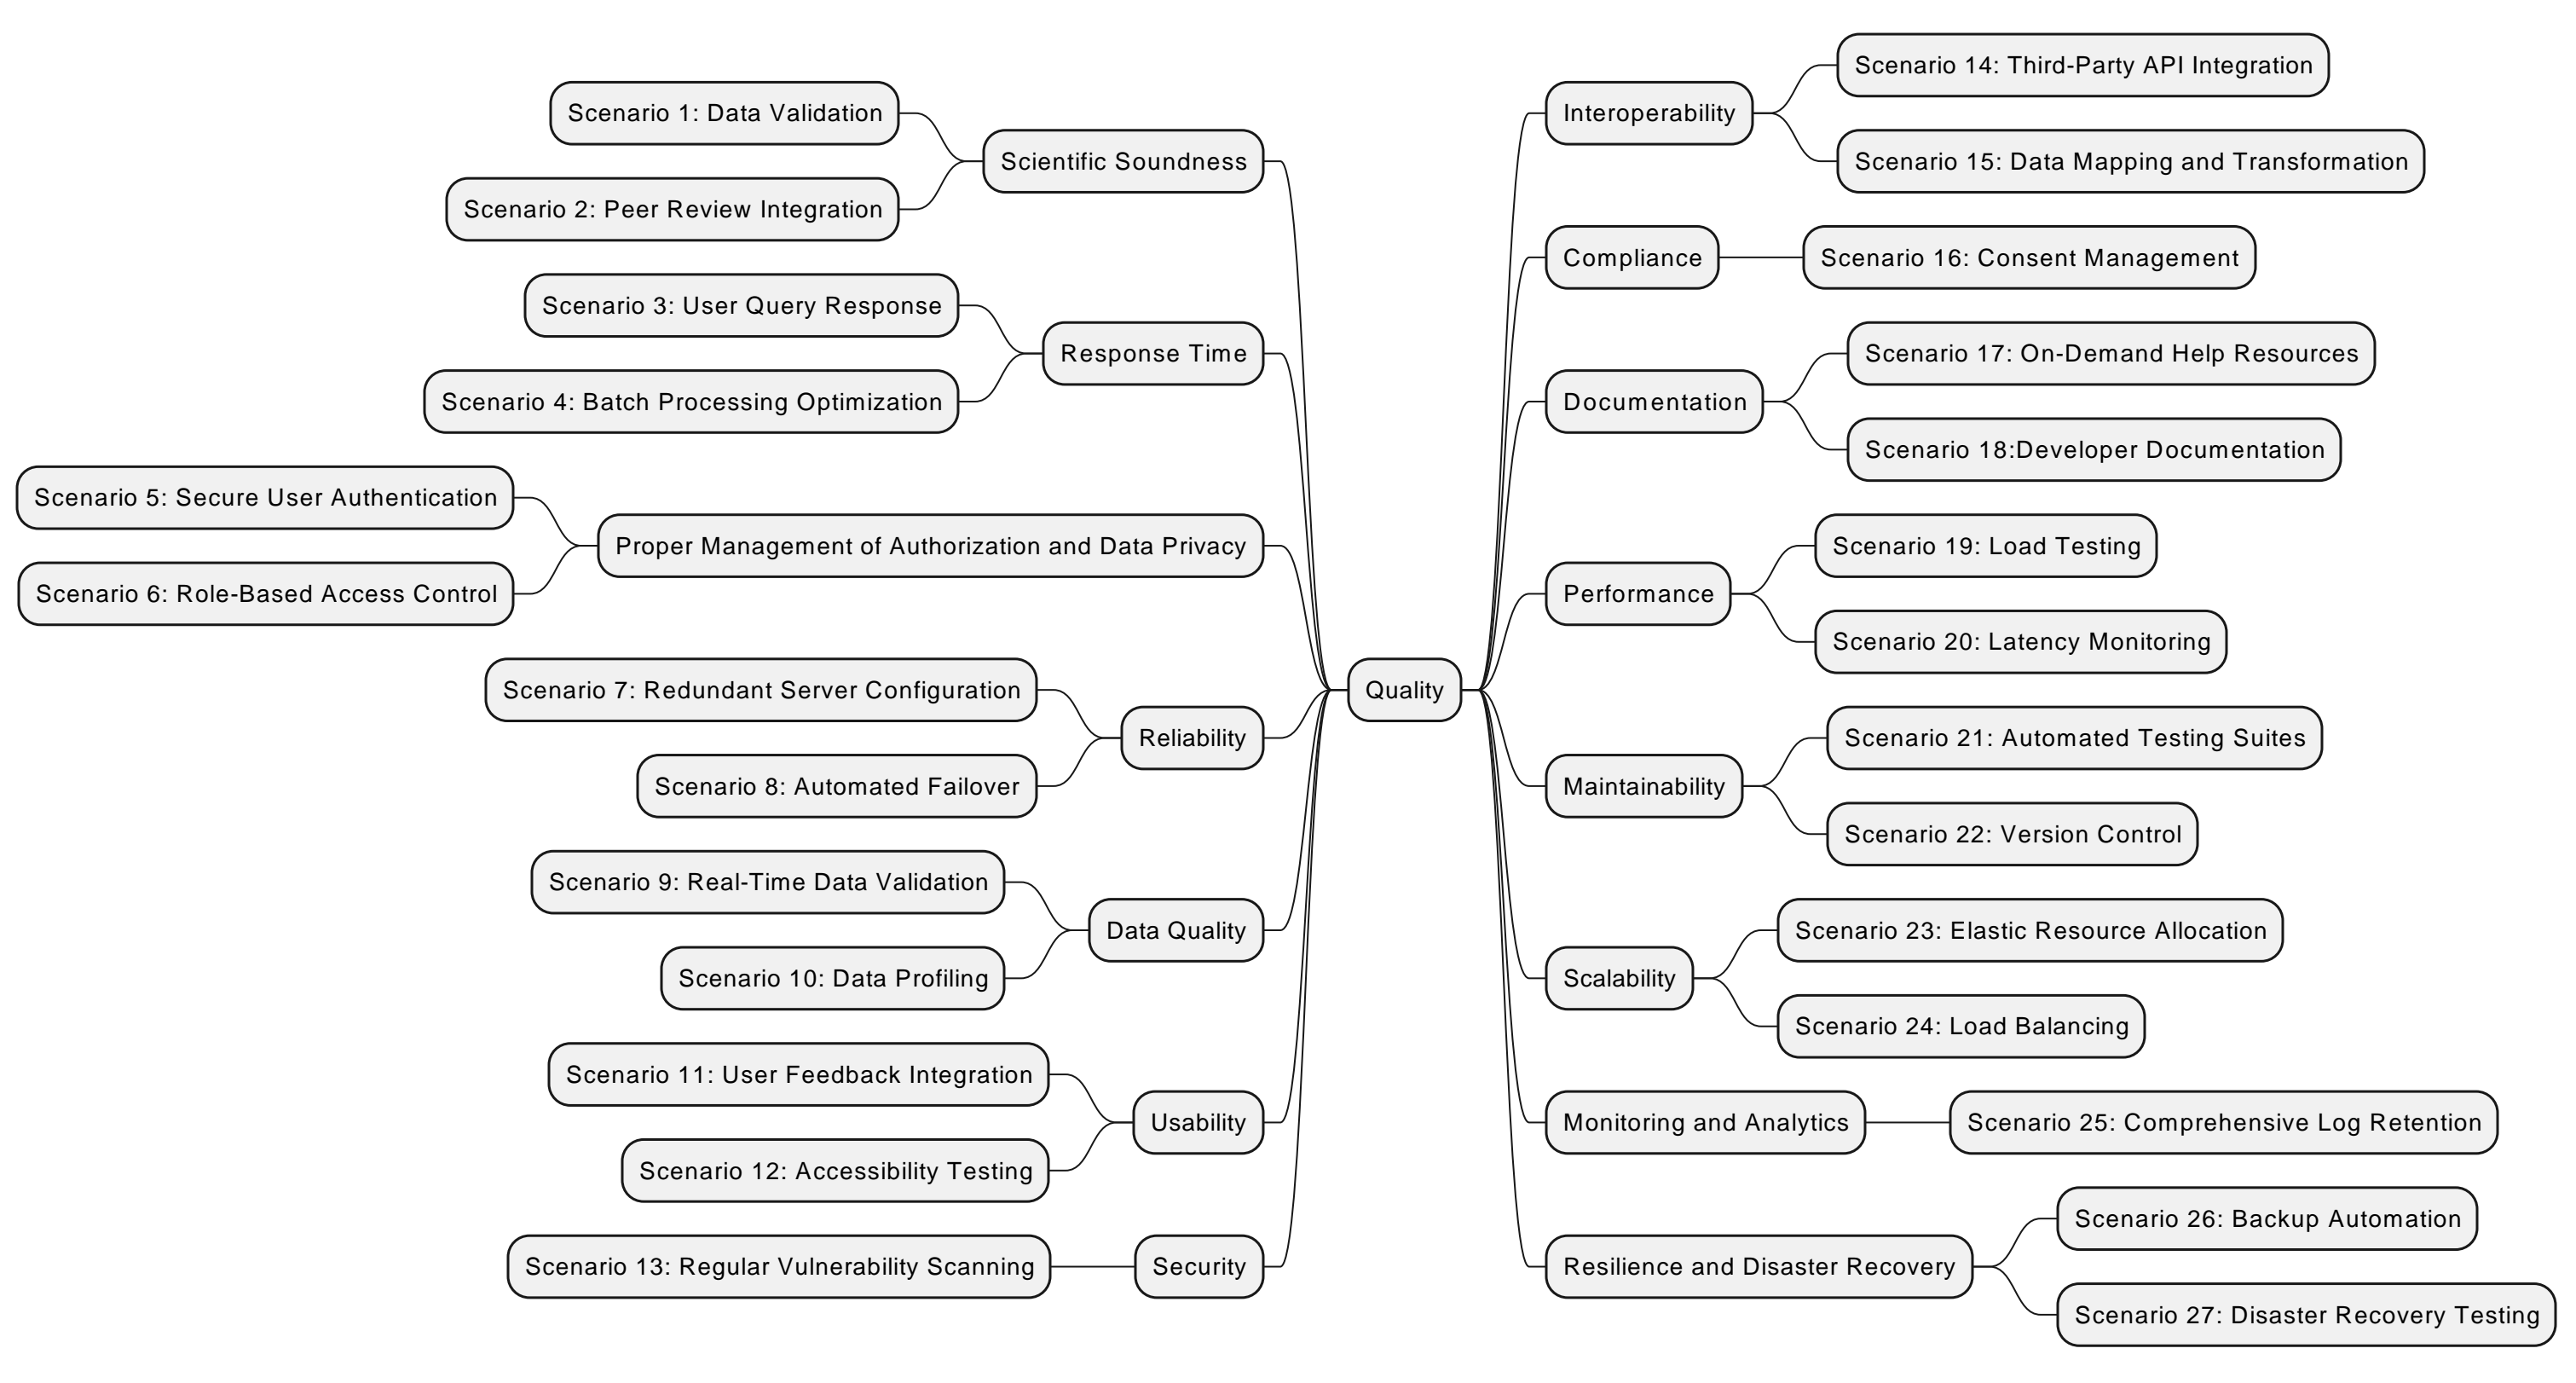 Quality
Scientific Soundness
Scenario 1: Data Validation
Scenario 2: Peer Review Integration
Response Time
Scenario 3: User Query Response
Scenario 4: Batch Processing Optimization
Proper Management of Authorization and Data Privacy
Scenario 5: Secure User Authentication
Scenario 6: Role-Based Access Control
Reliability
Scenario 7: Redundant Server Configuration
Scenario 8: Automated Failover
Data Quality
Scenario 9: Real-Time Data Validation
Scenario 10: Data Profiling
Usability
Scenario 11: User Feedback Integration
Scenario 12: Accessibility Testing
Security
Scenario 13: Regular Vulnerability Scanning
Interoperability
Scenario 14: Third-Party API Integration
Scenario 15: Data Mapping and Transformation
Compliance
Scenario 16: Consent Management
Documentation
Scenario 17: On-Demand Help Resources
Scenario 18:Developer Documentation
Performance
Scenario 19: Load Testing
Scenario 20: Latency Monitoring
Maintainability
Scenario 21: Automated Testing Suites
Scenario 22: Version Control
Scalability
Scenario 23: Elastic Resource Allocation
Scenario 24: Load Balancing
Monitoring and Analytics
Scenario 25: Comprehensive Log Retention
Resilience and Disaster Recovery
Scenario 26: Backup Automation
Scenario 27: Disaster Recovery Testing